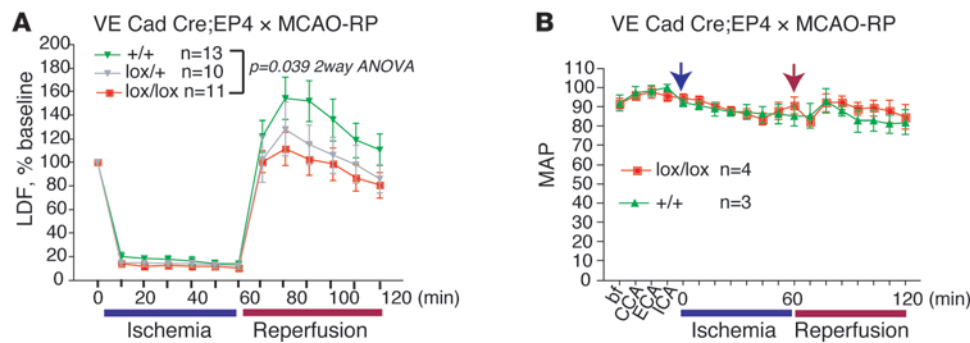 A
VE Cad Cre;EP4 × MCAO-RP
LDF, % baseline
200
180
160
140
120
100
80
60
40
20
0
+/+ n=13
lox/+ n=10
lox/lox n=11
p=0.039 2way ANOVA
0 20 40 60 80 100 120 (min)
Ischemia Reperfusion
B
VE Cad Cre;EP4 × MCAO-RP
MAP
110
100
90
80
70
60
50
40
30
20
10
0
lox/lox n=4
+/+ n=3
bf CCA ECA ICA 0 60 120 (min)
Ischemia Reperfusion